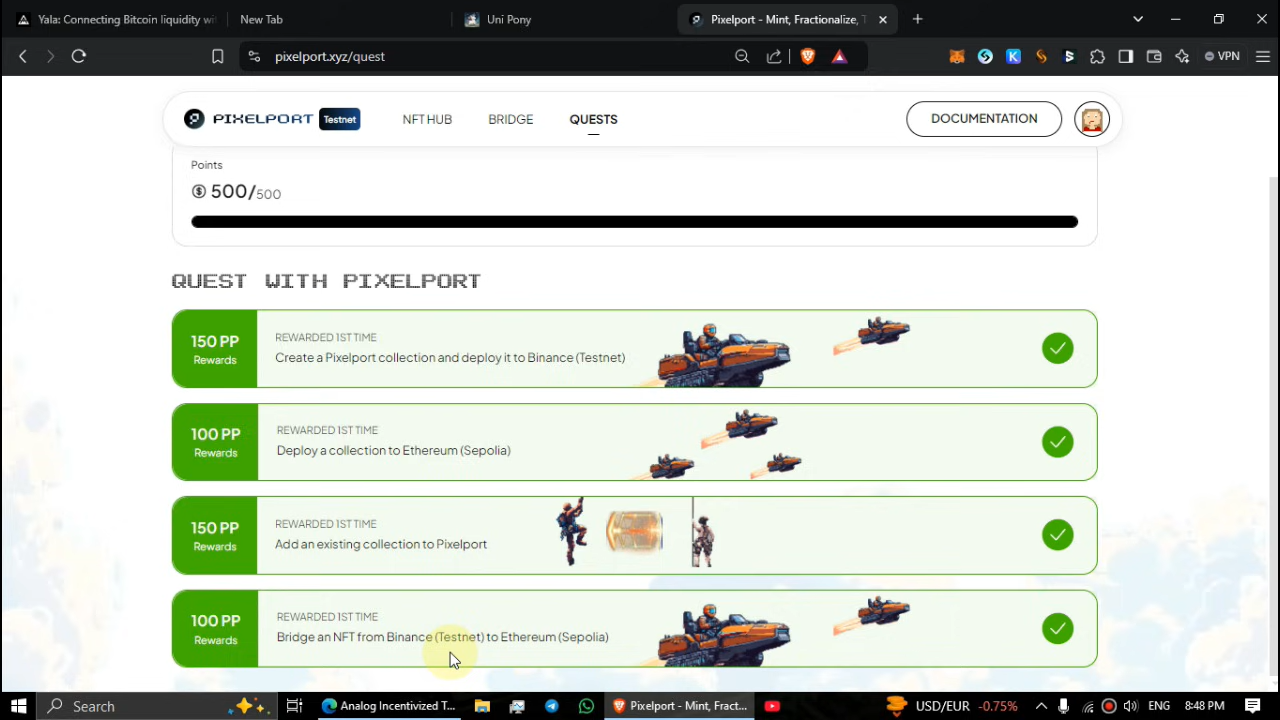 Yala: Connecting Bitcoin liquidity wi
New Tab
Uni Pony
Pixelport - Mint, Fractionalize, T
pixelport.xyz/quest
VPN
PIXELPORT
Testnet
NFT HUB
BRIDGE
QUESTS
DOCUMENTATION
Points
500/500
QUEST WITH PIXELPORT
150 PP
Rewards
REWARDED 1ST TIME
Create a Pixelport collection and deploy it to Binance (Testnet)
100 PP
Rewards
REWARDED 1ST TIME
Deploy a collection to Ethereum (Sepolia)
150 PP
Rewards
REWARDED 1ST TIME
Add an existing collection to Pixelport
100 PP
Rewards
REWARDED 1ST TIME
Bridge an NFT from Binance (Testnet) to Ethereum (Sepolia)
Search
Analog Incentivized T...
Pixelport - Mint, Fract...
USD/EUR -0.75%
ENG
8:48 PM